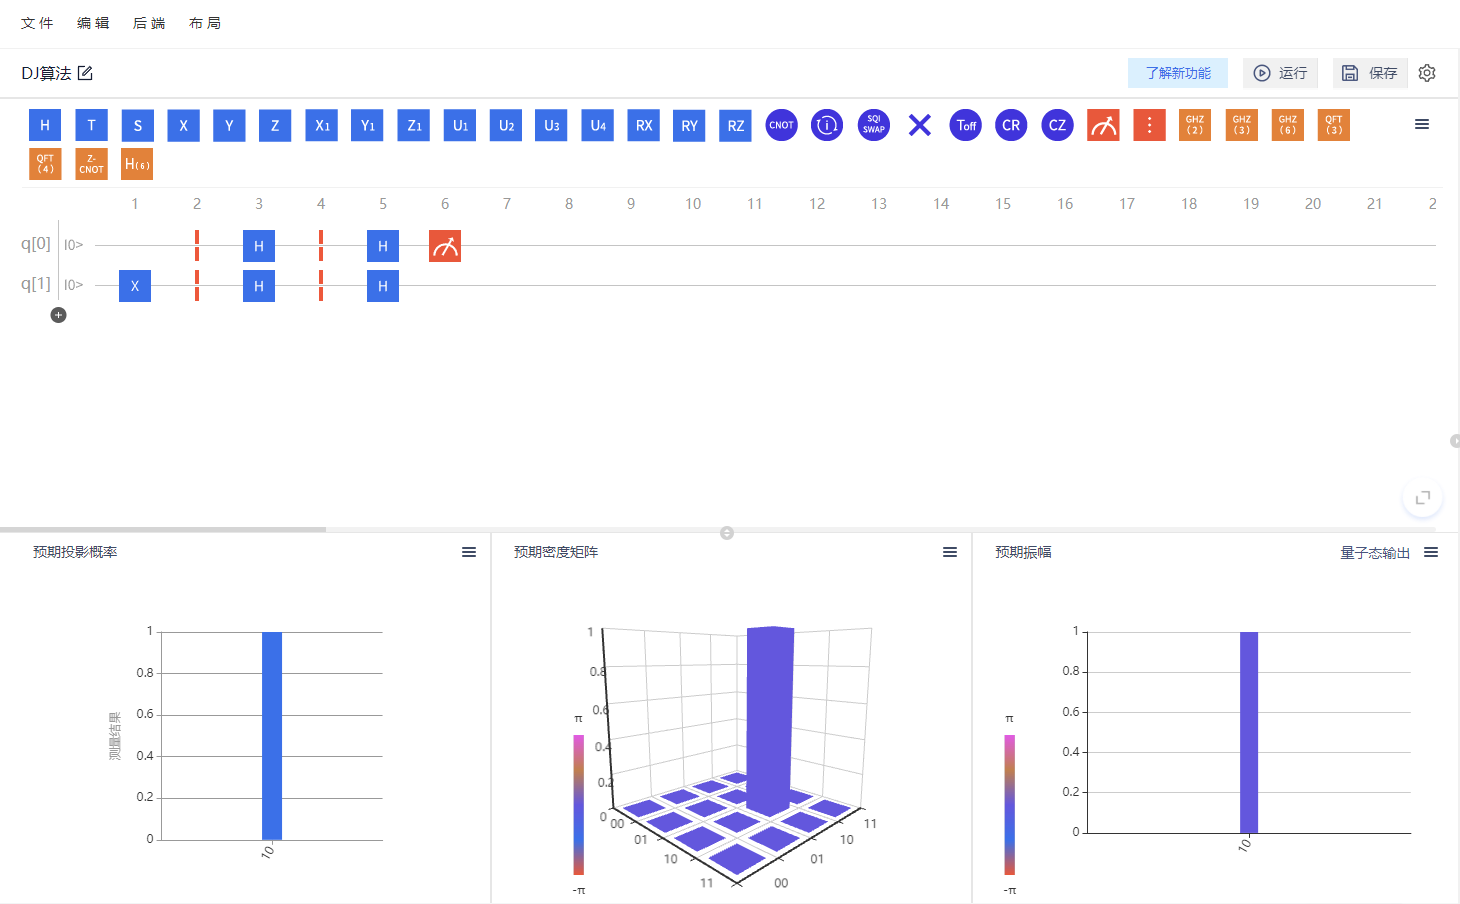 文件 编辑 后端 布局
DJ算法 了解新功能 运行 保存
H T S X Y Z X1 Y1 Z1 U1 U2 U3 U4 RX RY RZ CNOT i SQI SWAP Toff CR CZ GHZ (2) GHZ (3) GHZ (6) QFT (3)
QFT (4) Z-CNOT H(6)
1 2 3 4 5 6 7 8 9 10 11 12 13 14 15 16 17 18 19 20 21 2
q[0] |0> H H
q[1] |0> X H H
预期投影概率
测量结果
1
0.8
0.6
0.4
0.2
0
10
预期密度矩阵
π
-π
1
0.8
0.6
0.4
0.2
0
00
01
10
11
00
01
10
11
预期振幅 量子态输出
π
-π
1
0.8
0.6
0.4
0.2
0
10